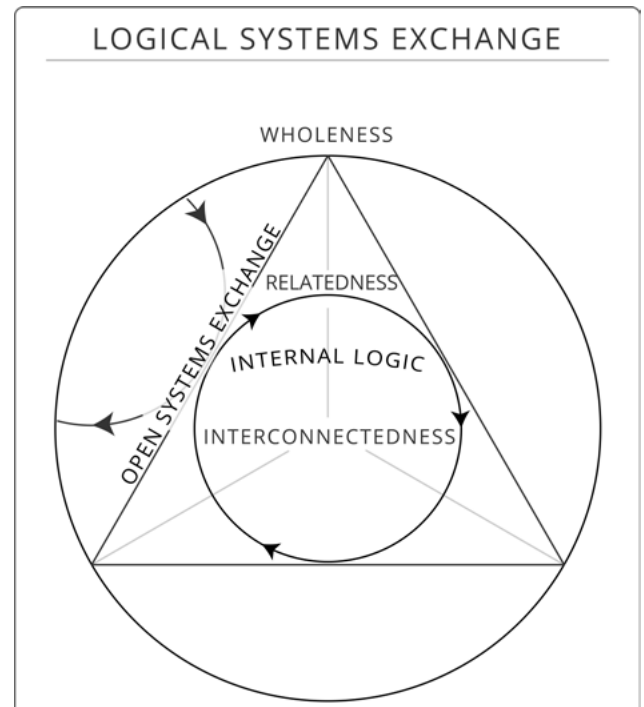 LOGICAL SYSTEMS EXCHANGE
WHOLENESS
OPEN SYSTEMS EXCHANGE
RELATEDNESS
INTERNAL LOGIC
INTERCONNECTEDNESS